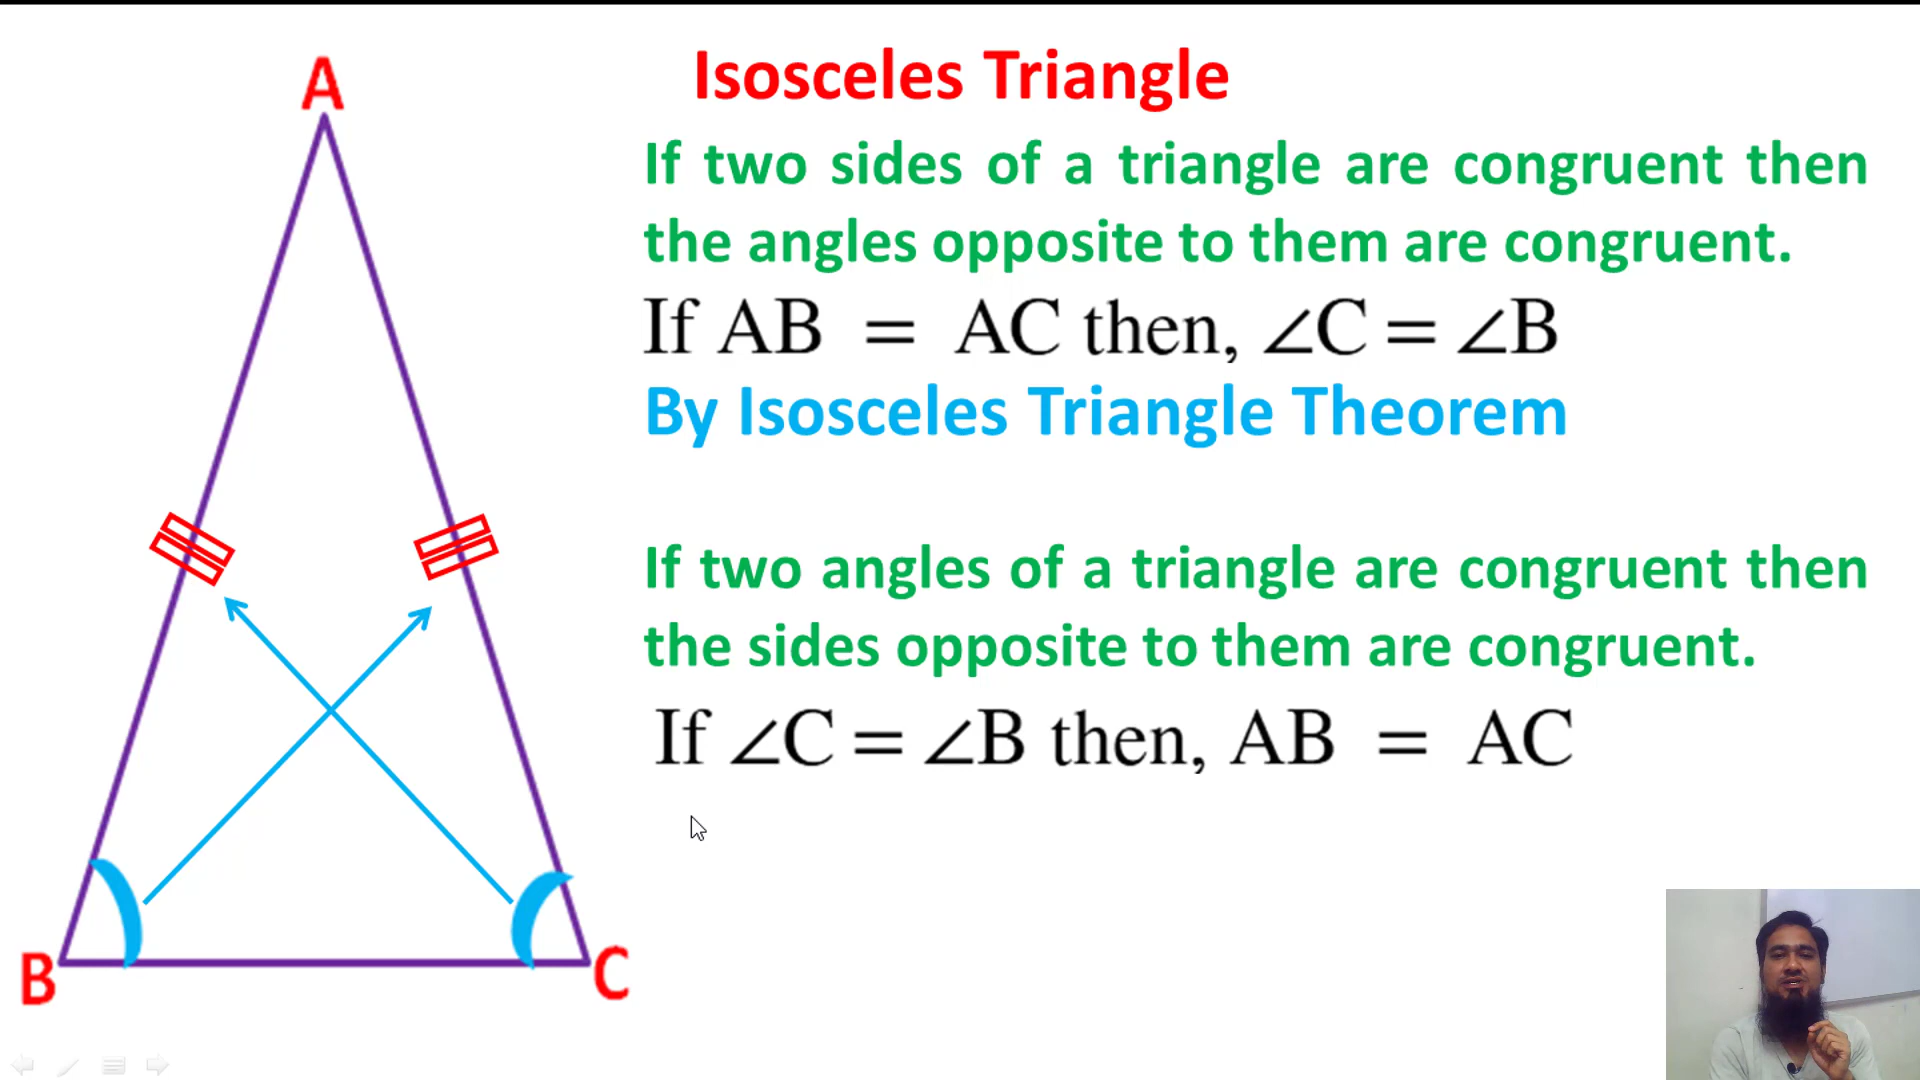 A
Isosceles Triangle
If two sides of a triangle are congruent then
the angles opposite to them are congruent.
If AB = AC then, ∠C = ∠B
By Isosceles Triangle Theorem
If two angles of a triangle are congruent then
the sides opposite to them are congruent.
If ∠C = ∠B then, AB = AC
B
C